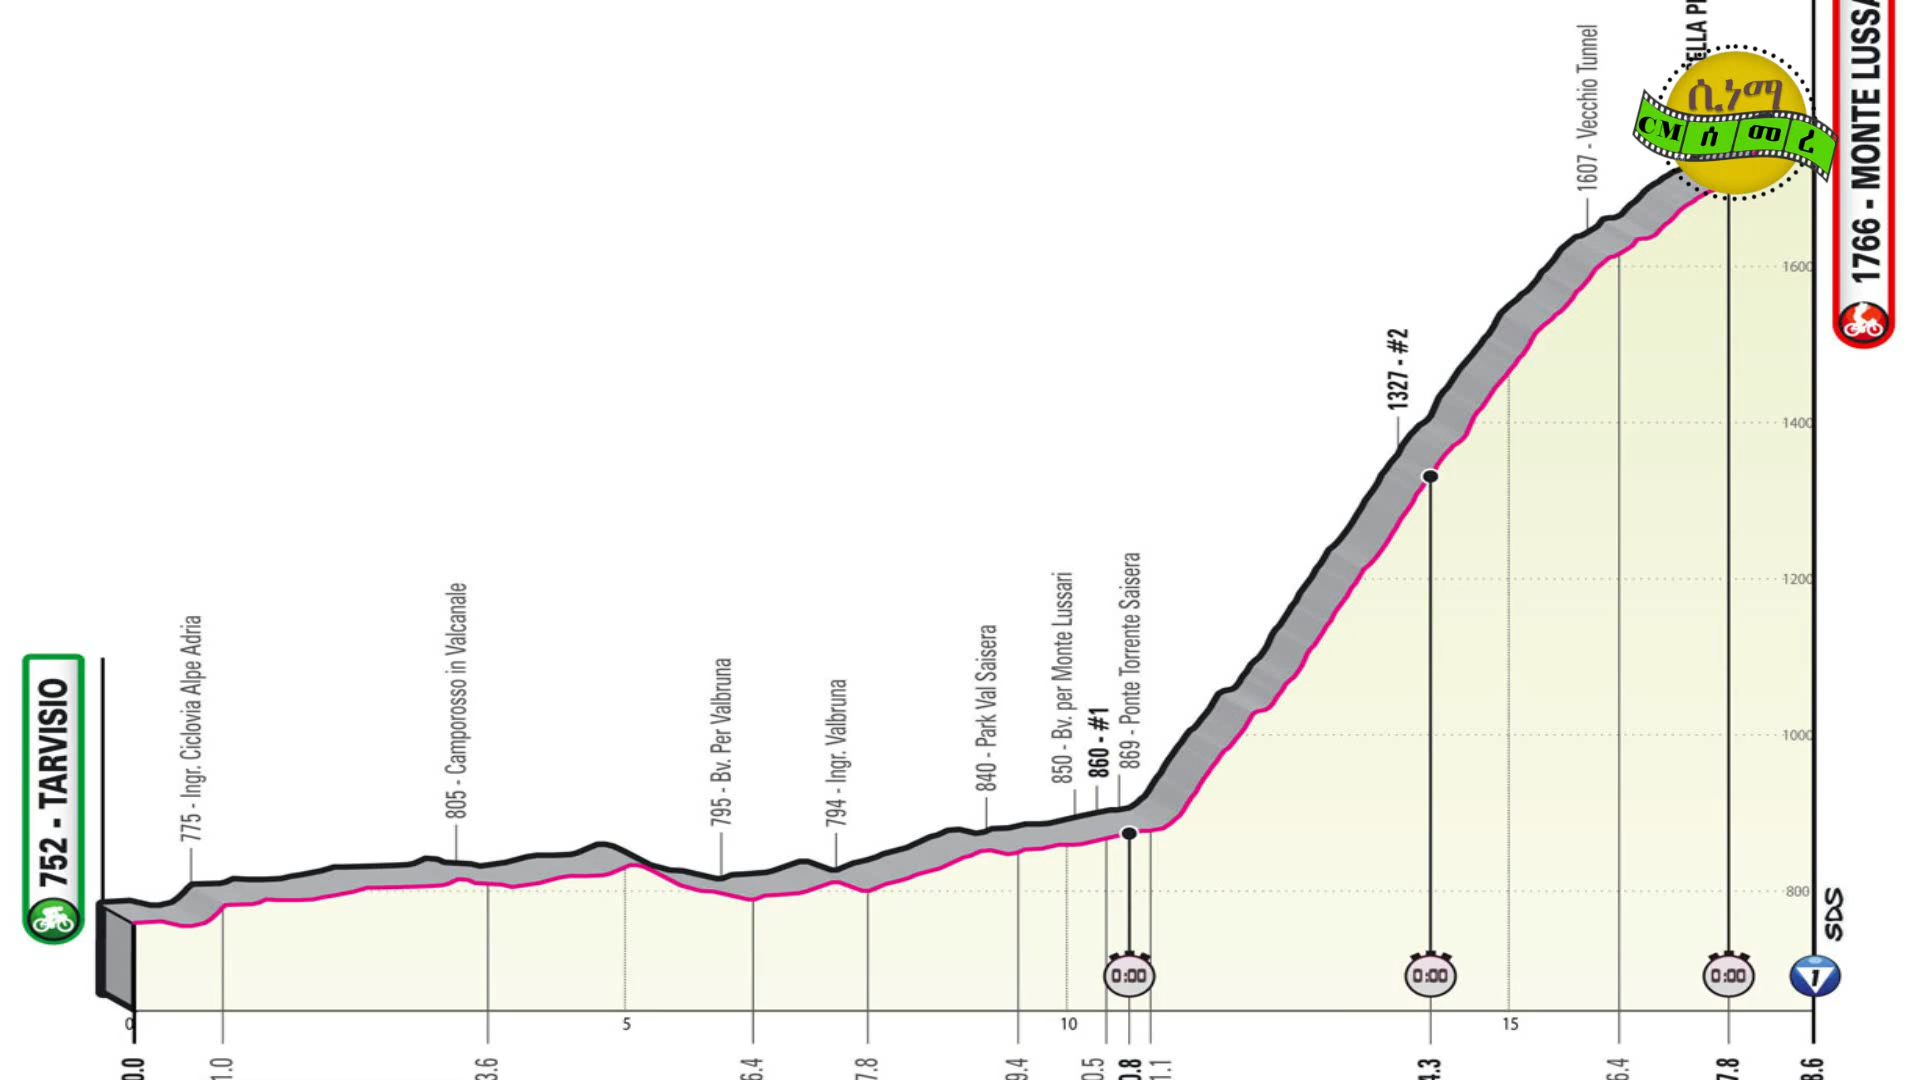 752 - TARVISIO
775 - Ingr. Ciclovia Alpe Adria
805 - Camporosso in Valcanale
795 - Bv. Per Valbruna
794 - Ingr. Valbruna
840 - Park Val Saisera
850 - Bv. per Monte Lussari
860 - #1
869 - Ponte Torrente Saisera
1327 - #2
1607 - Vecchio Tunnel
1766 - MONTE
ሲ.ነማ
CM ሰ መ ረ
1600
1400
1200
1000
800
SDS
0:00
0:00
0:00
1
0
5
10
15
0.0
1.0
3.6
6.4
7.8
9.4
0.5
0.8
1.1
4.3
6.4
7.8
8.6